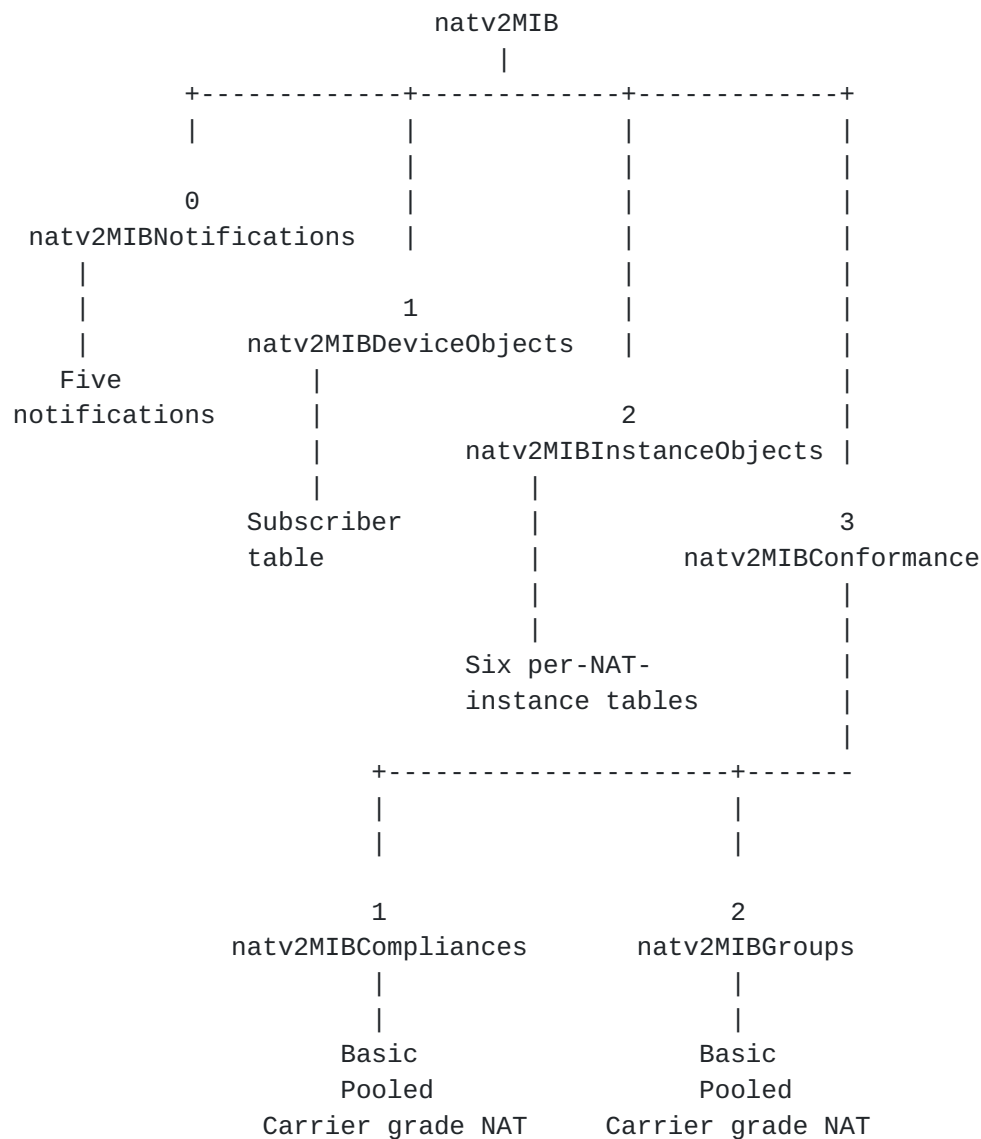 natv2MIB
0
natv2MIBNotifications
1
natv2MIBDeviceObjects
Five
notifications
2
natv2MIBInstanceObjects
Subscriber
table
3
natv2MIBConformance
Six per-NAT-
instance tables
1 2
natv2MIBCompliances natv2MIBGroups
Basic Basic
Pooled Pooled
Carrier grade NAT Carrier grade NAT